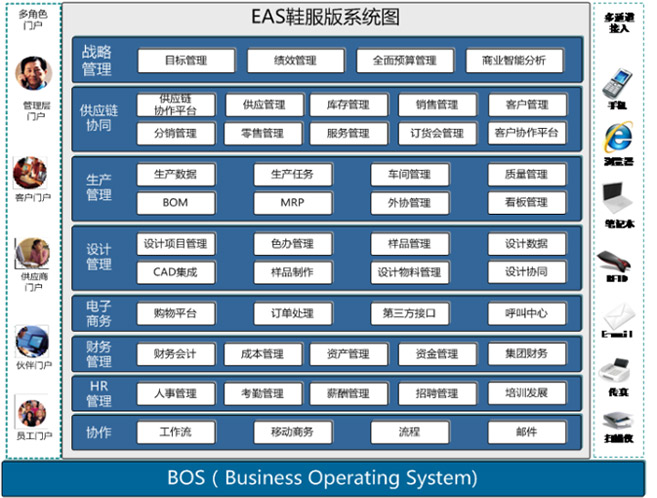 EAS鞋服版系统图
多角色
门户
管理层
门户
客户门户
供应商
门户
伙伴门户
员工门户
战略
管理
目标管理
绩效管理
全面预算管理
商业智能分析
供应链
协同
供应链
协作平台
供应管理
库存管理
销售管理
客户管理
分销管理
零售管理
服务管理
订货会管理
客户协作平台
生产
管理
生产数据
生产任务
车间管理
质量管理
BOM
MRP
外协管理
看板管理
设计
管理
设计项目管理
色办管理
样品管理
设计数据
CAD集成
样品制作
设计物料管理
设计协同
电子
商务
购物平台
订单处理
第三方接口
呼叫中心
财务
管理
财务会计
成本管理
资产管理
资金管理
集团财务
HR
管理
人事管理
考勤管理
薪酬管理
招聘管理
培训发展
协作
工作流
移动商务
流程
邮件
多通道
接入
手机
浏览器
笔记本
RFID
E-mail
传真
扫描仪
BOS（Business Operating System)